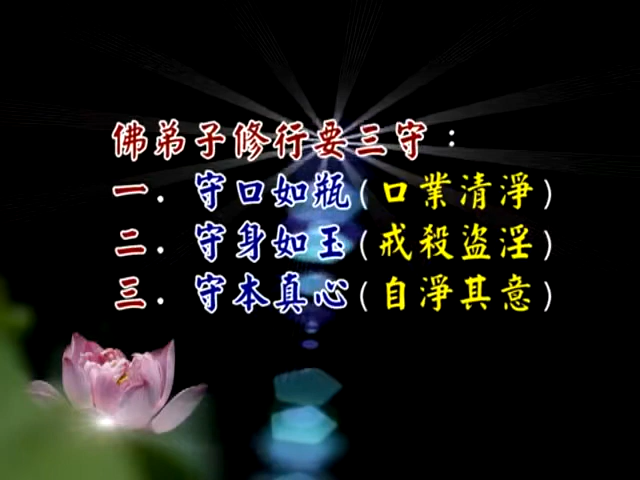 佛弟子修行要三守：
一．守口如瓶(口業清淨)
二．守身如玉(戒殺盜淫)
三．守本真心(自淨其意)